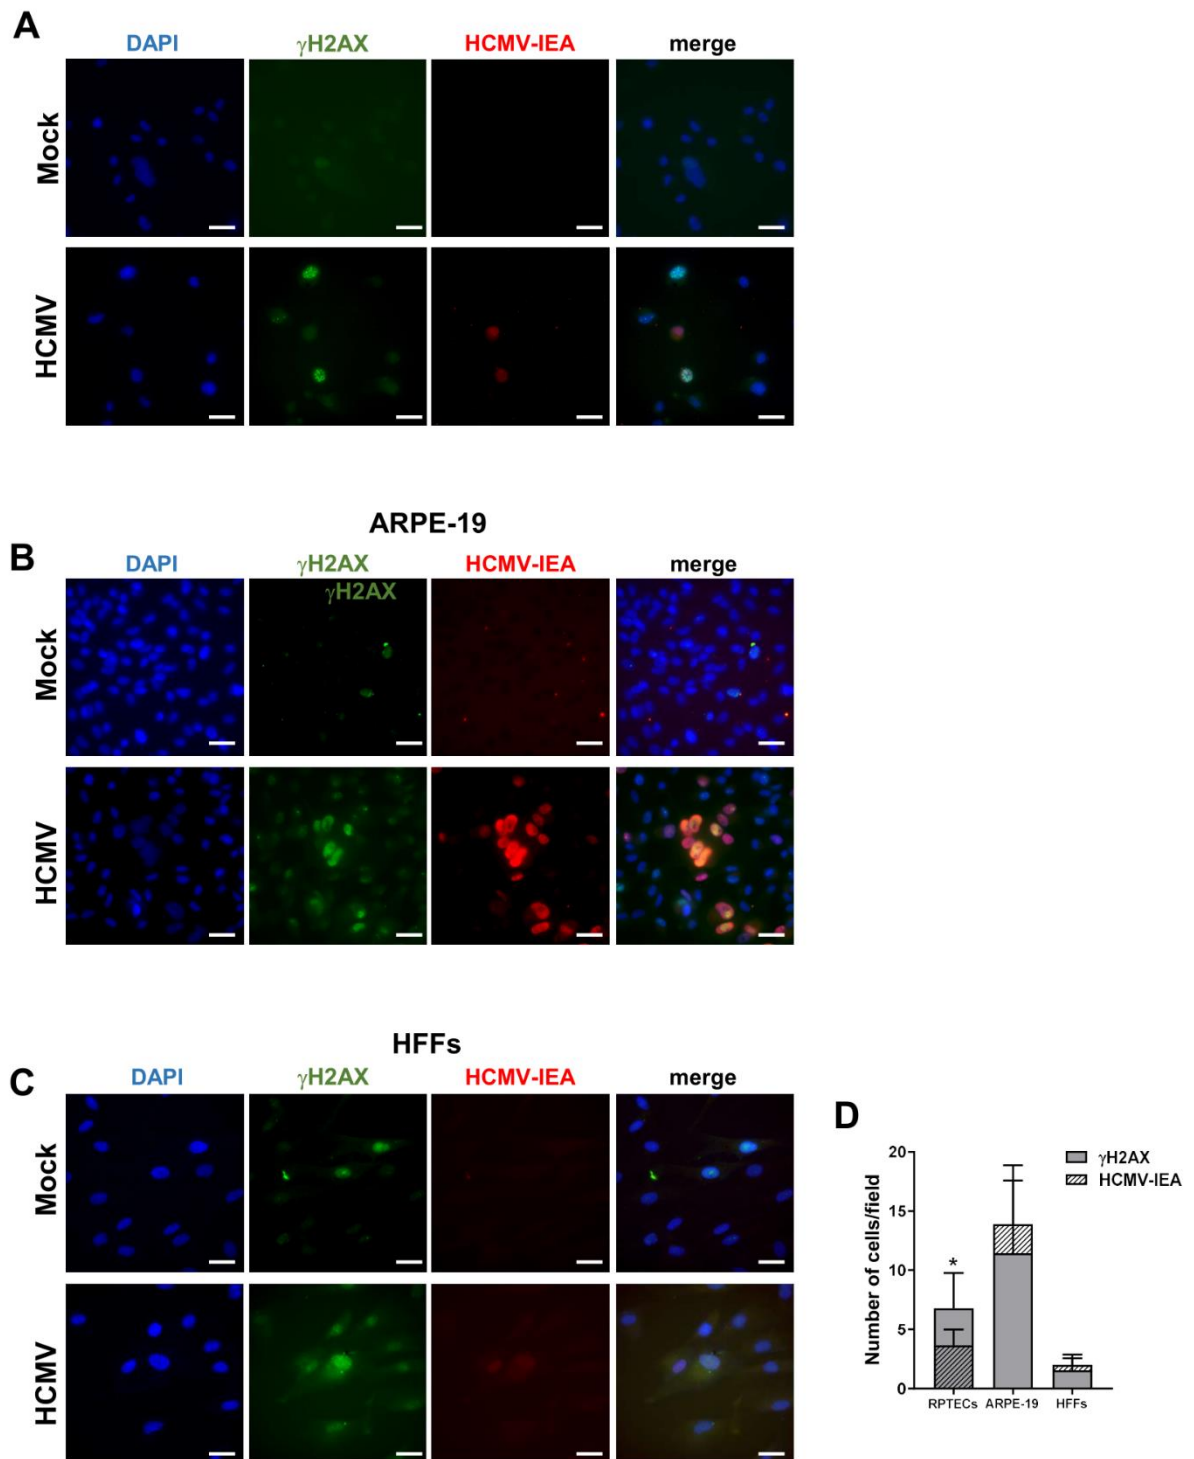 A
DAPI γH2AX HCMV-IEA merge
Mock
HCMV
ARPE-19
B
DAPI γH2AX HCMV-IEA merge
γH2AX
Mock
HCMV
HFFs
C
DAPI γH2AX HCMV-IEA merge
Mock
HCMV
D
20
15
10
5
0
Number of cells/field
*
γH2AX
HCMV-IEA
RPTECs ARPE-19 HFFs